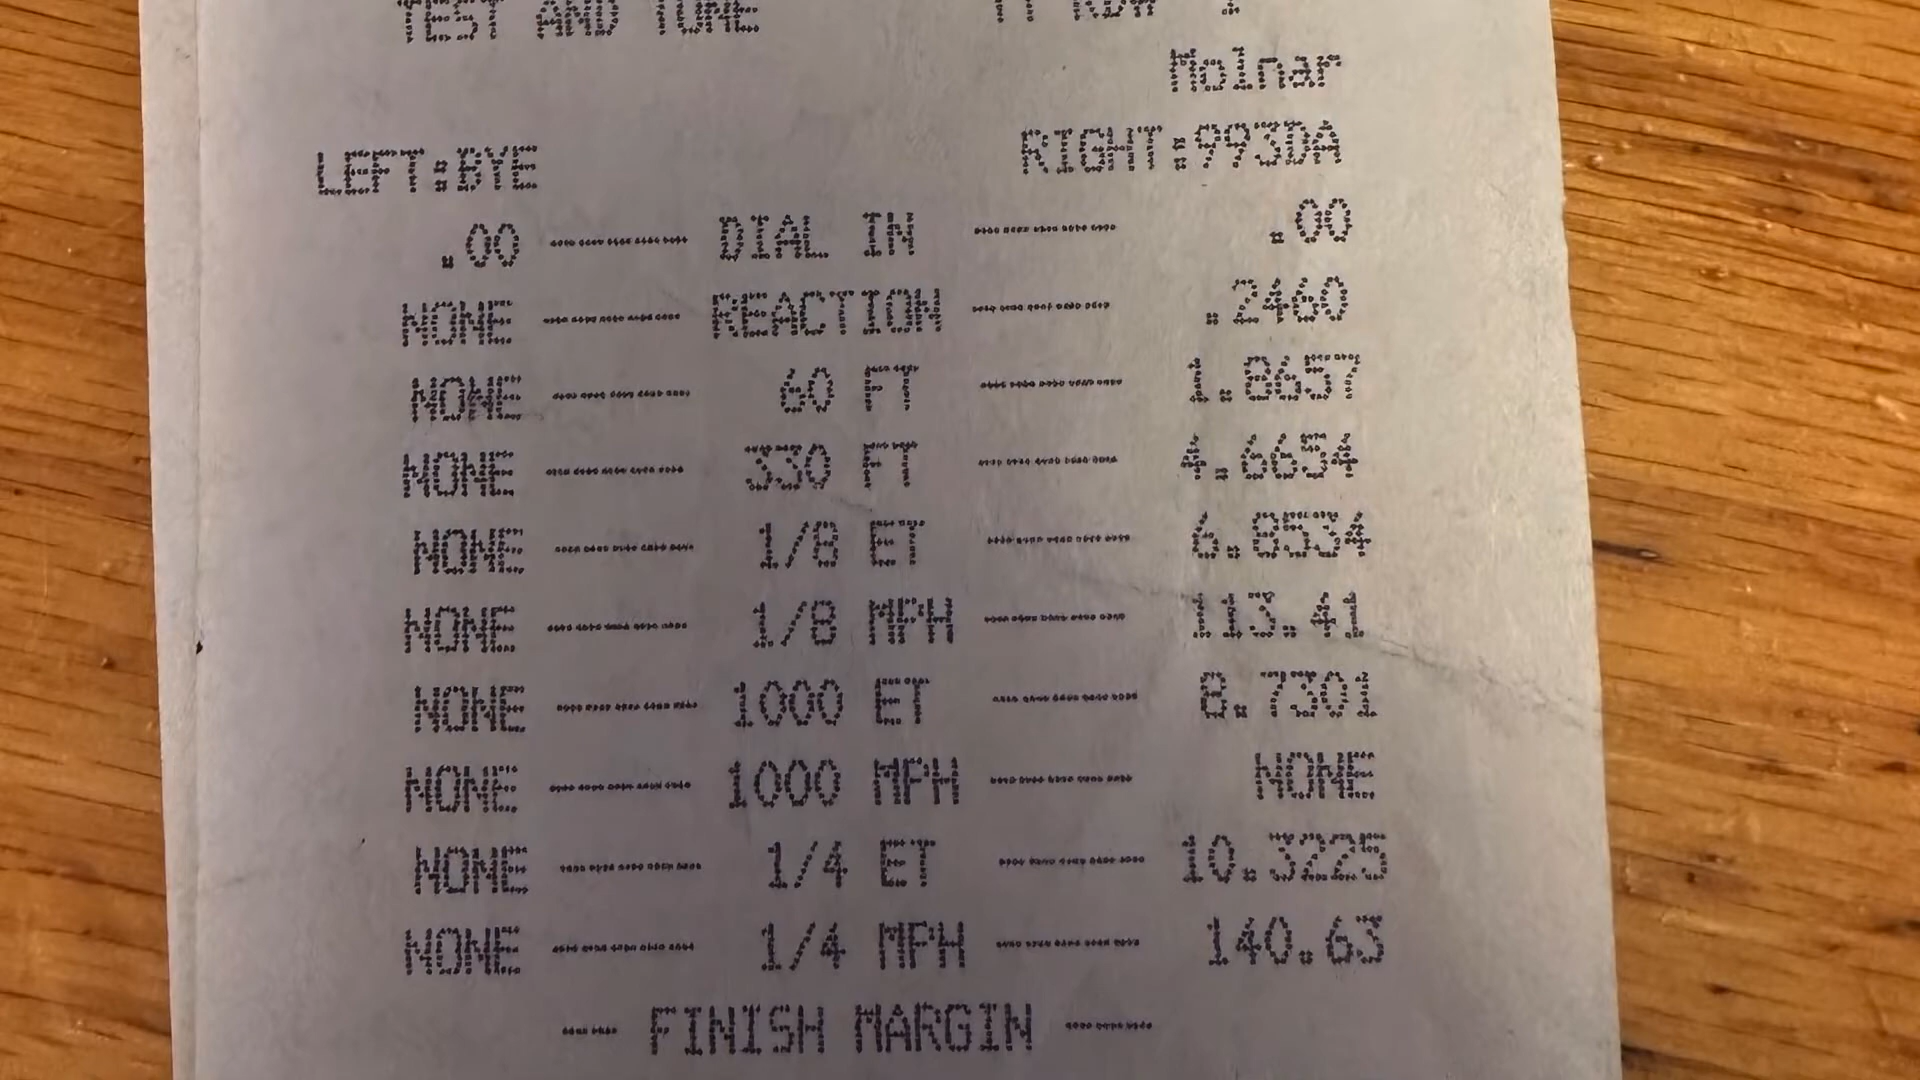 TEST AND TUNE
Molnar
LEFT:BYE RIGHT:993DA
.00 ----- DIAL IN ----- .00
NONE ----- REACTION ----- .2460
NONE ----- 60 FT ----- 1.8657
NONE ----- 330 FT ----- 4.6654
NONE ----- 1/8 ET ----- 6.8534
NONE ----- 1/8 MPH ----- 113.41
NONE ----- 1000 ET ----- 8.7301
NONE ----- 1000 MPH ----- NONE
NONE ----- 1/4 ET ----- 10.3225
NONE ----- 1/4 MPH ----- 140.63
-- FINISH MARGIN ---